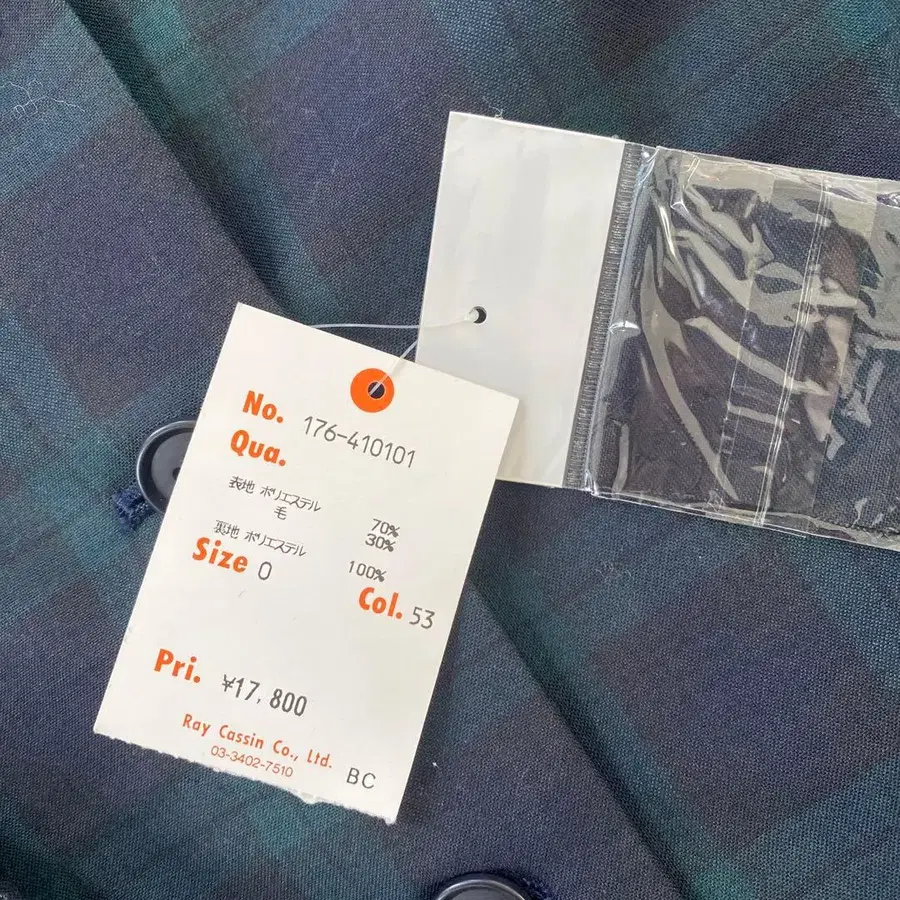 No. 176-410101
Qua.
表地 ポリエステル 70%
毛 30%
裏地 ポリエステル 100%
Size 0
Col. 53
Pri. ¥17,800
Ray Cassin Co., Ltd.
03-3402-7510
BC